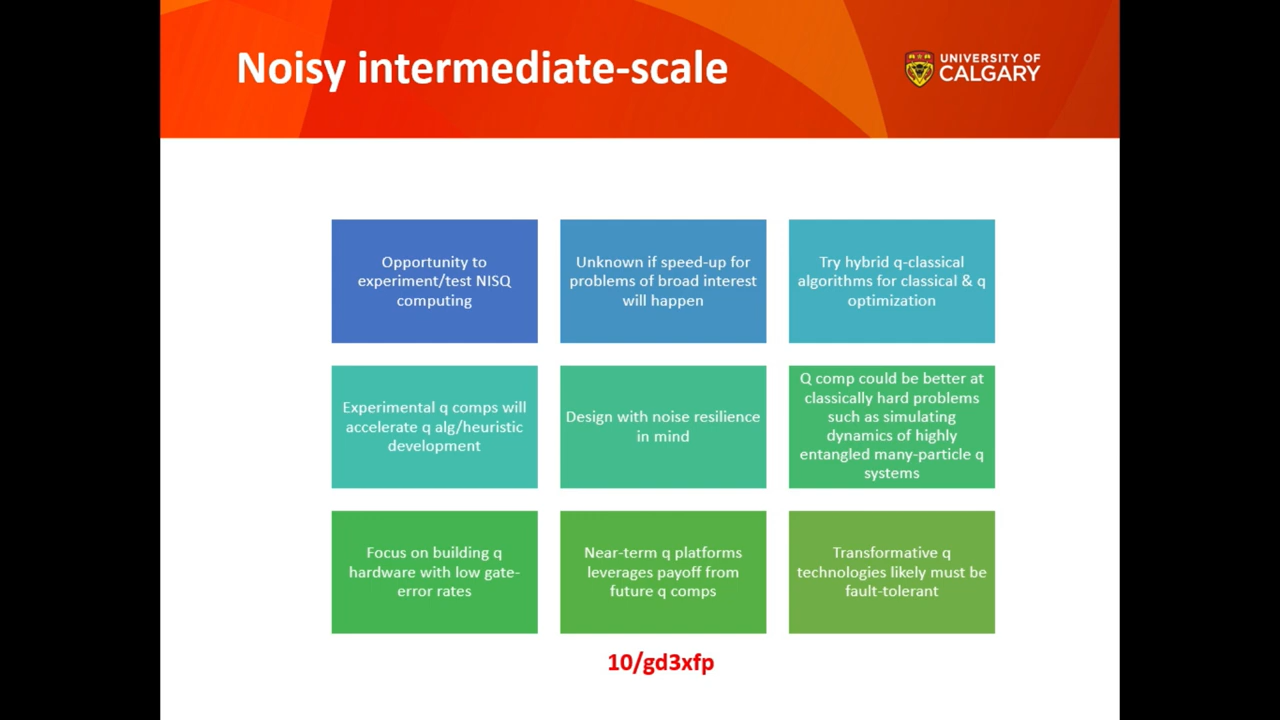 Noisy intermediate-scale
UNIVERSITY OF
CALGARY
Opportunity to
experiment/test NISQ
computing
Unknown if speed-up for
problems of broad interest
will happen
Try hybrid q-classical
algorithms for classical & q
optimization
Experimental q comps will
accelerate q alg/heuristic
development
Design with noise resilience
in mind
Q comp could be better at
classically hard problems
such as simulating
dynamics of highly
entangled many-particle q
systems
Focus on building q
hardware with low gate-
error rates
Near-term q platforms
leverages payoff from
future q comps
Transformative q
technologies likely must be
fault-tolerant
10/gd3xfp